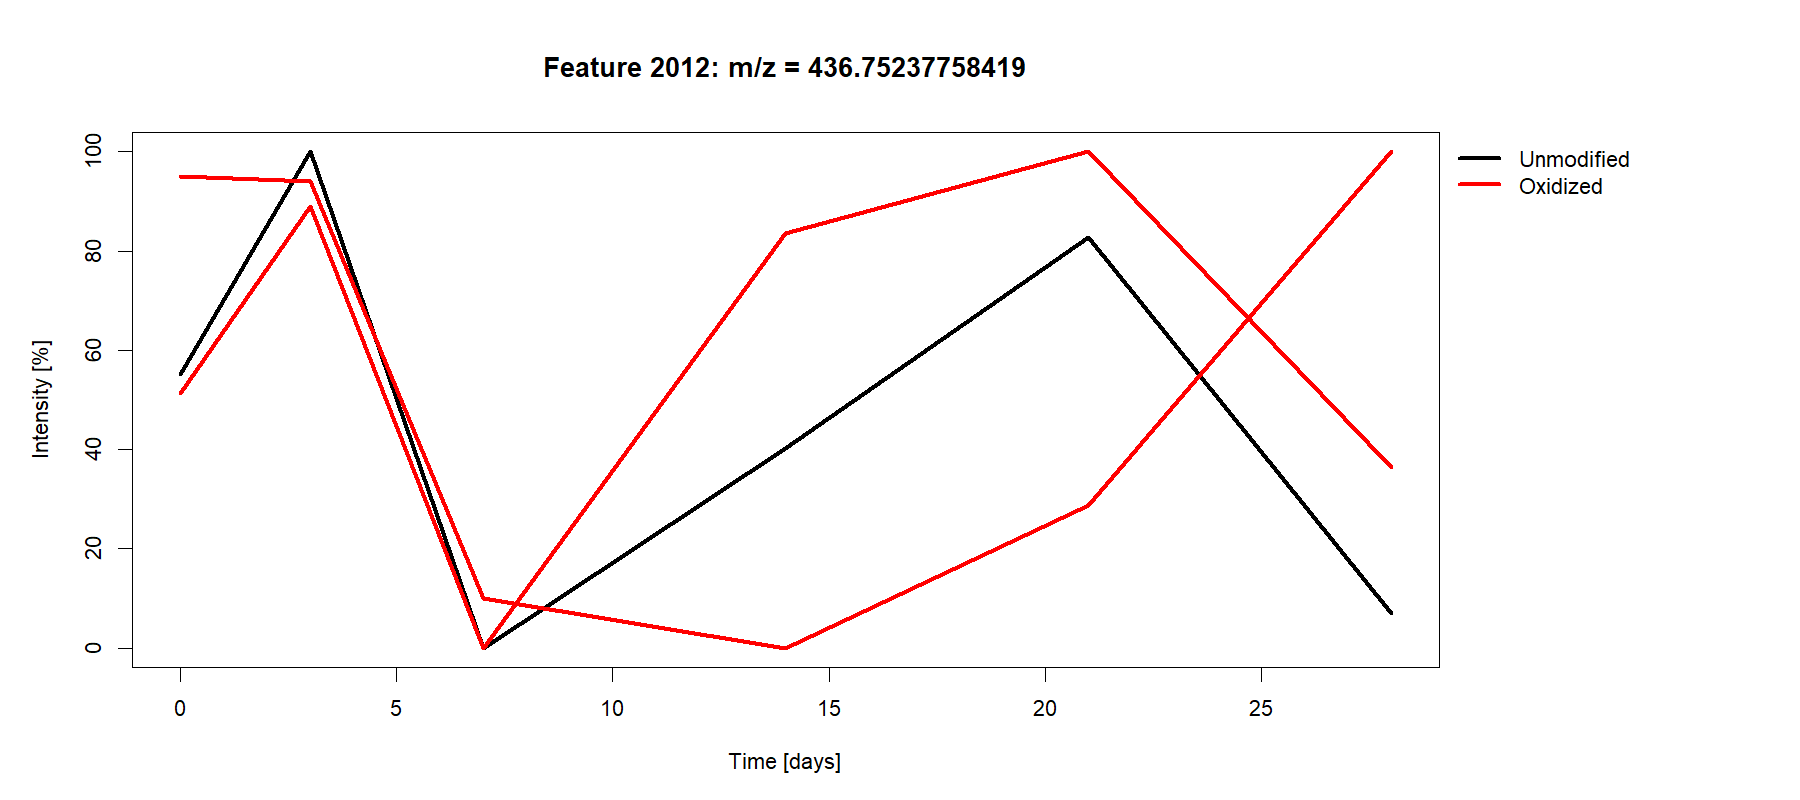 Feature 2012: m/z = 436.75237758419
Unmodified
Oxidized
Intensity [%]
100
80
60
40
20
0
0 5 10 15 20 25
Time [days]